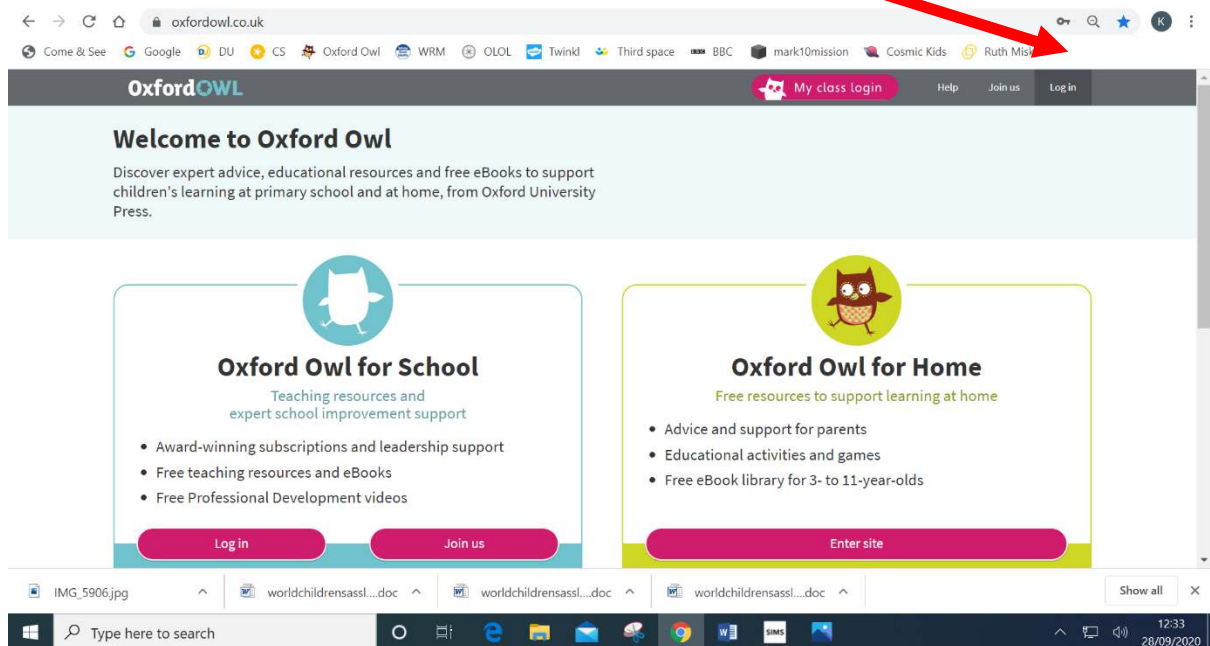 oxfordowl.co.uk K
Come & See Google DU CS Oxford Owl WRM OLOL Twinkl Third space BBC mark10mission Cosmic Kids Ruth Misk
OxfordOWL My class login Help Join us Log in
Welcome to Oxford Owl
Discover expert advice, educational resources and free eBooks to support
children's learning at primary school and at home, from Oxford University
Press.
Oxford Owl for School
Teaching resources and
expert school improvement support
• Award-winning subscriptions and leadership support
• Free teaching resources and eBooks
• Free Professional Development videos
Log in Join us
Oxford Owl for Home
Free resources to support learning at home
• Advice and support for parents
• Educational activities and games
• Free eBook library for 3- to 11-year-olds
Enter site
IMG_5906.jpg worldchildrensassl....doc worldchildrensassl....doc worldchildrensassl....doc Show all
Type here to search SIMS 12:33
28/09/2020